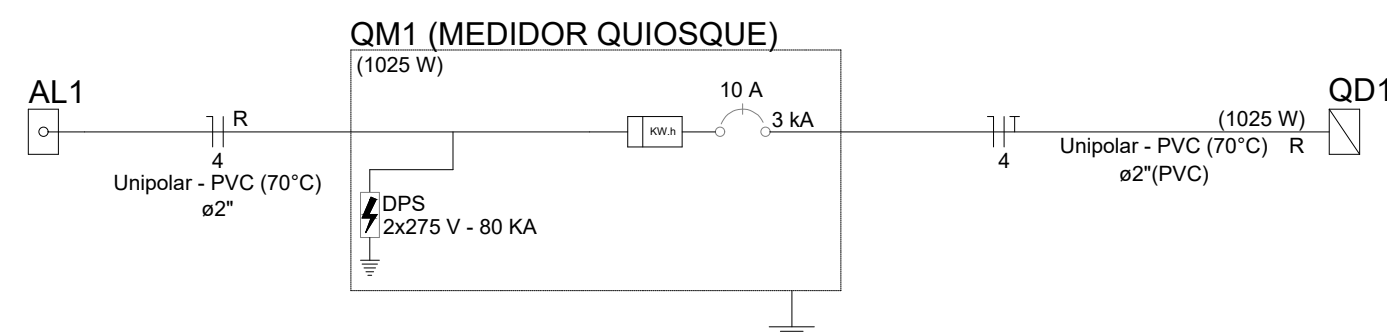 QM1 (MEDIDOR QUIOSQUE)
(1025 W)
AL1
R
4
Unipolar - PVC (70°C)
ø2"
DPS
2x275 V - 80 KA
KW.h
10 A
3 kA
4
(1025 W)
Unipolar - PVC (70°C) R
ø2"(PVC)
QD1